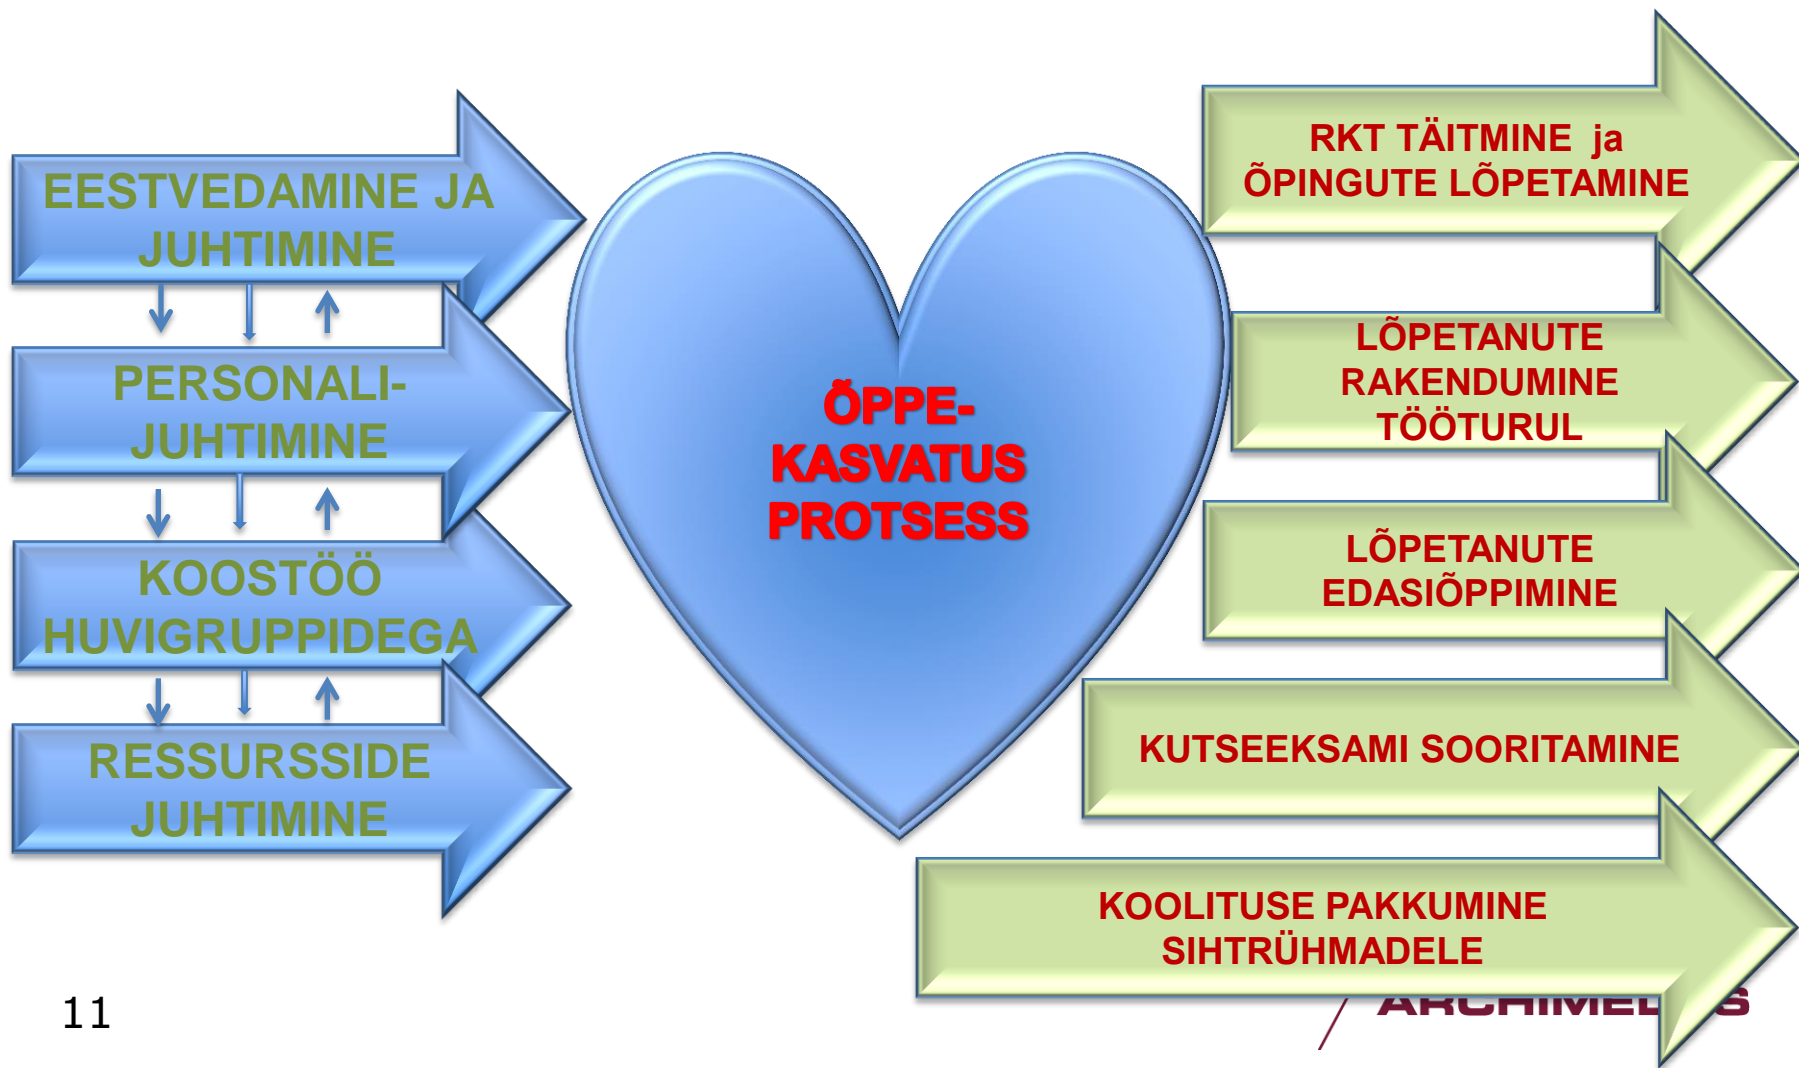 EESTVEDAMINE JA
JUHTIMINE
PERSONALI-
JUHTIMINE
KOOSTÖÖ
HUVIGRUPPIDEGA
RESSURSSIDE
JUHTIMINE
ÕPPE-
KASVATUS
PROTSESS
RKT TÄITMINE ja
ÕPINGUTE LÕPETAMINE
LÕPETANUTE
RAKENDUMINE
TÖÖTURUL
LÕPETANUTE
EDASIÕPPIMINE
KUTSEEKSAMI SOORITAMINE
KOOLITUSE PAKKUMINE
SIHTRÜHMADELE
11